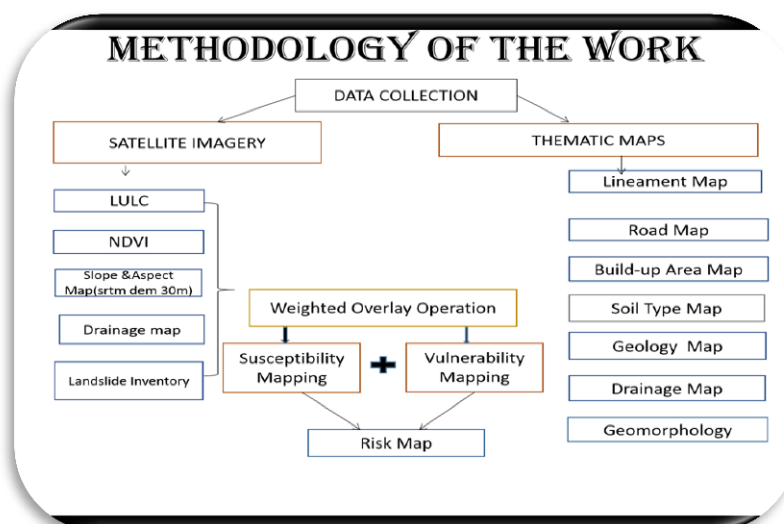 METHODOLOGY OF THE WORK
DATA COLLECTION
SATELLITE IMAGERY
THEMATIC MAPS
LULC
NDVI
Slope &Aspect
Map(srtm dem 30m)
Drainage map
Landslide Inventory
Weighted Overlay Operation
Susceptibility
Mapping
Vulnerability
Mapping
Risk Map
Lineament Map
Road Map
Build-up Area Map
Soil Type Map
Geology Map
Drainage Map
Geomorphology